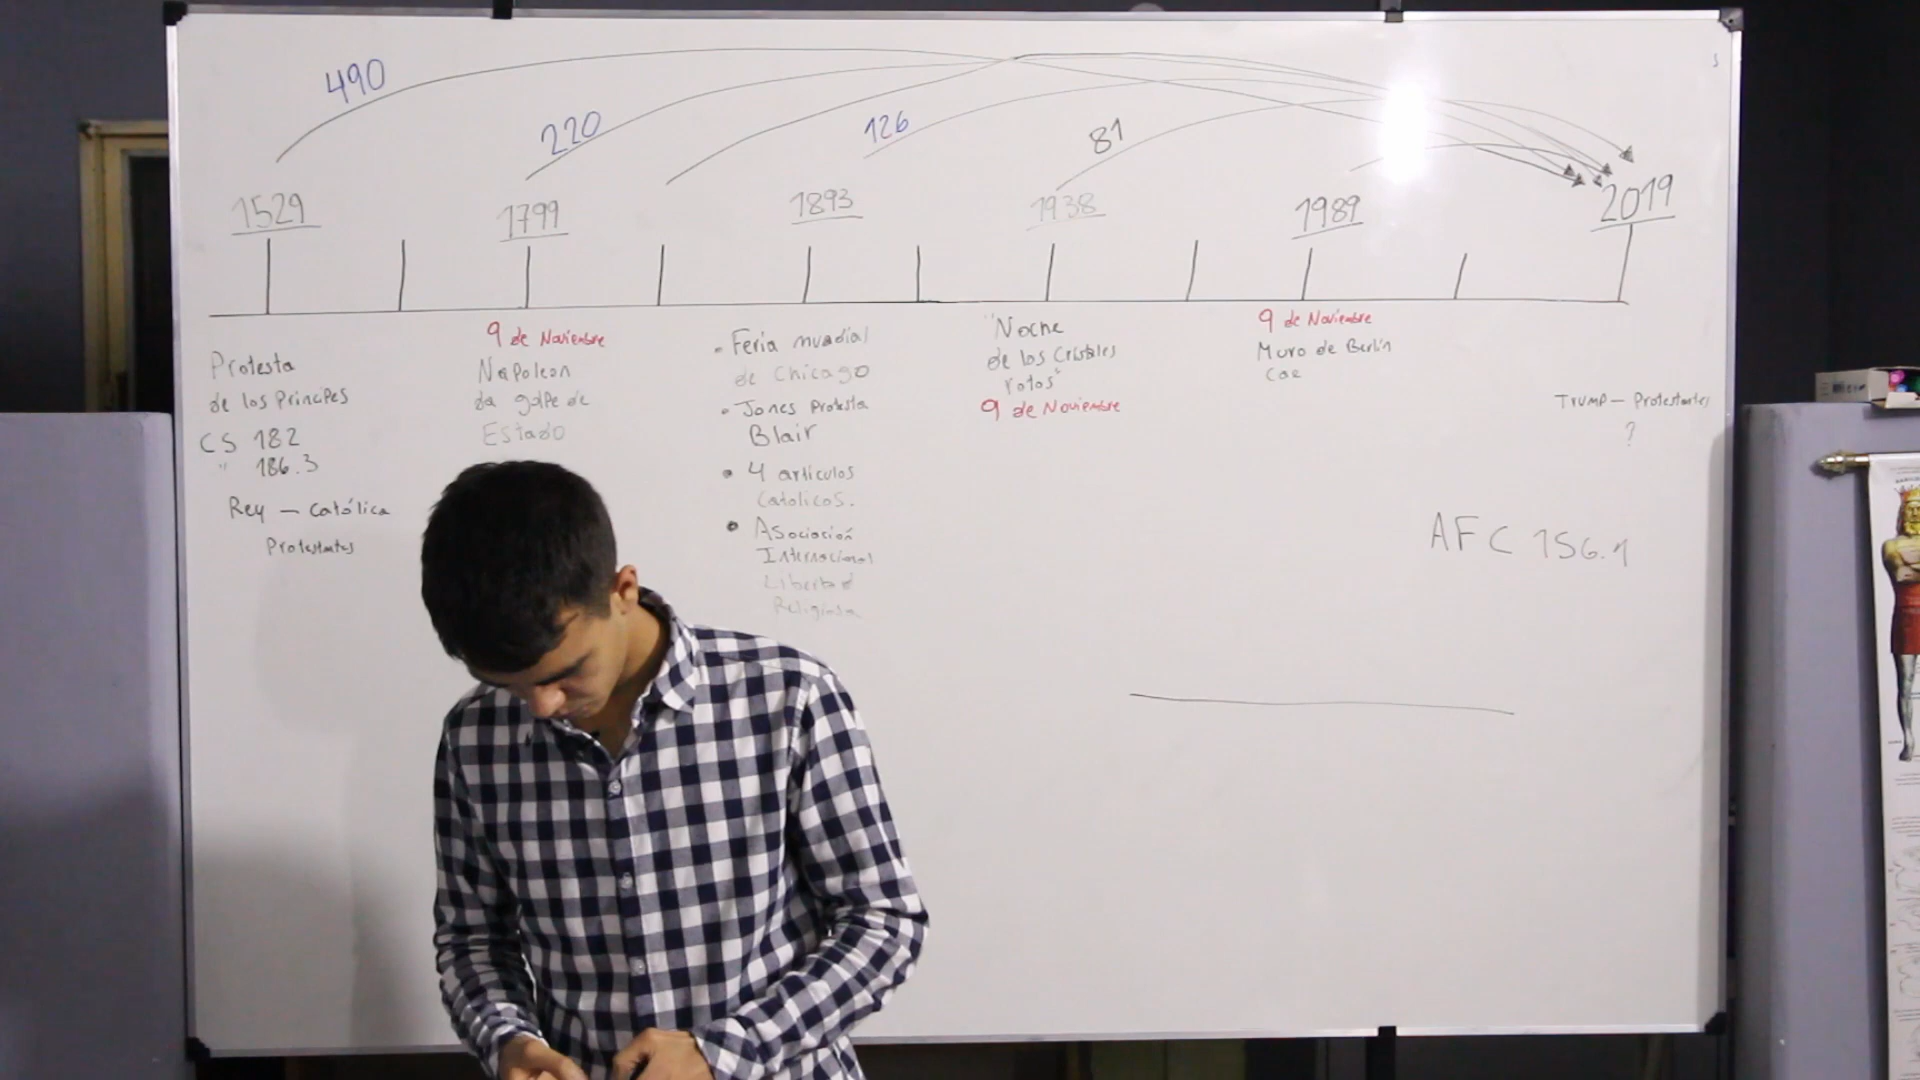 490
220
126
81
1529
1799
1893
1938
1989
2019
Protesta
de los Principes
CS 182
" 186.3
Rey — Católica
Protestantes
9 de Noviembre
Napoleon
da golpe de
Estado
• Feria mundial
de Chicago
• Jones Protesta
Blair
• 4 articulos
Catolicos.
• Asociación
Internacional
Libertad
Religiosa
"Noche
de los Cristales
rotos"
9 de Noviembre
9 de Noviembre
Muro de Berlín
Cae
Trump — Protestantes
?
AFC 156.1